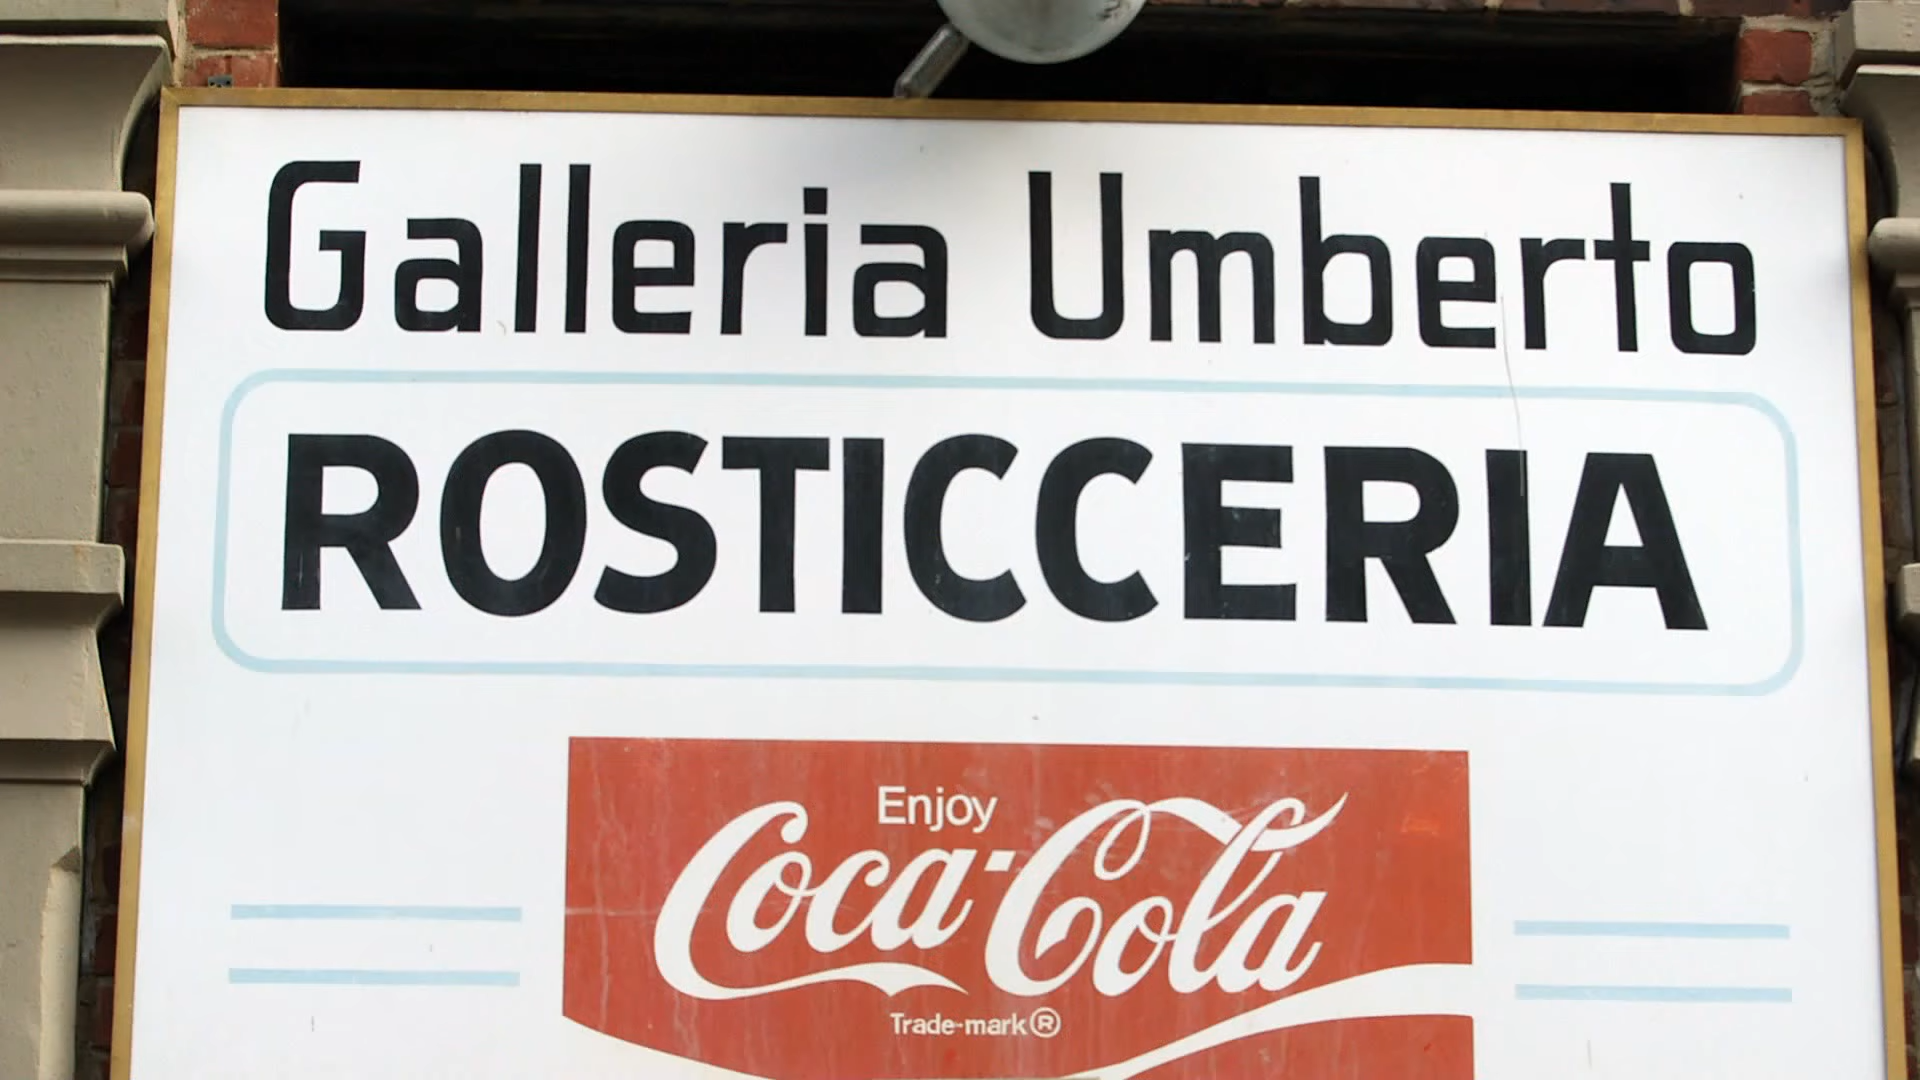 Galleria Umberto
ROSTICCERIA
Enjoy
Coca-Cola
Trade-mark®